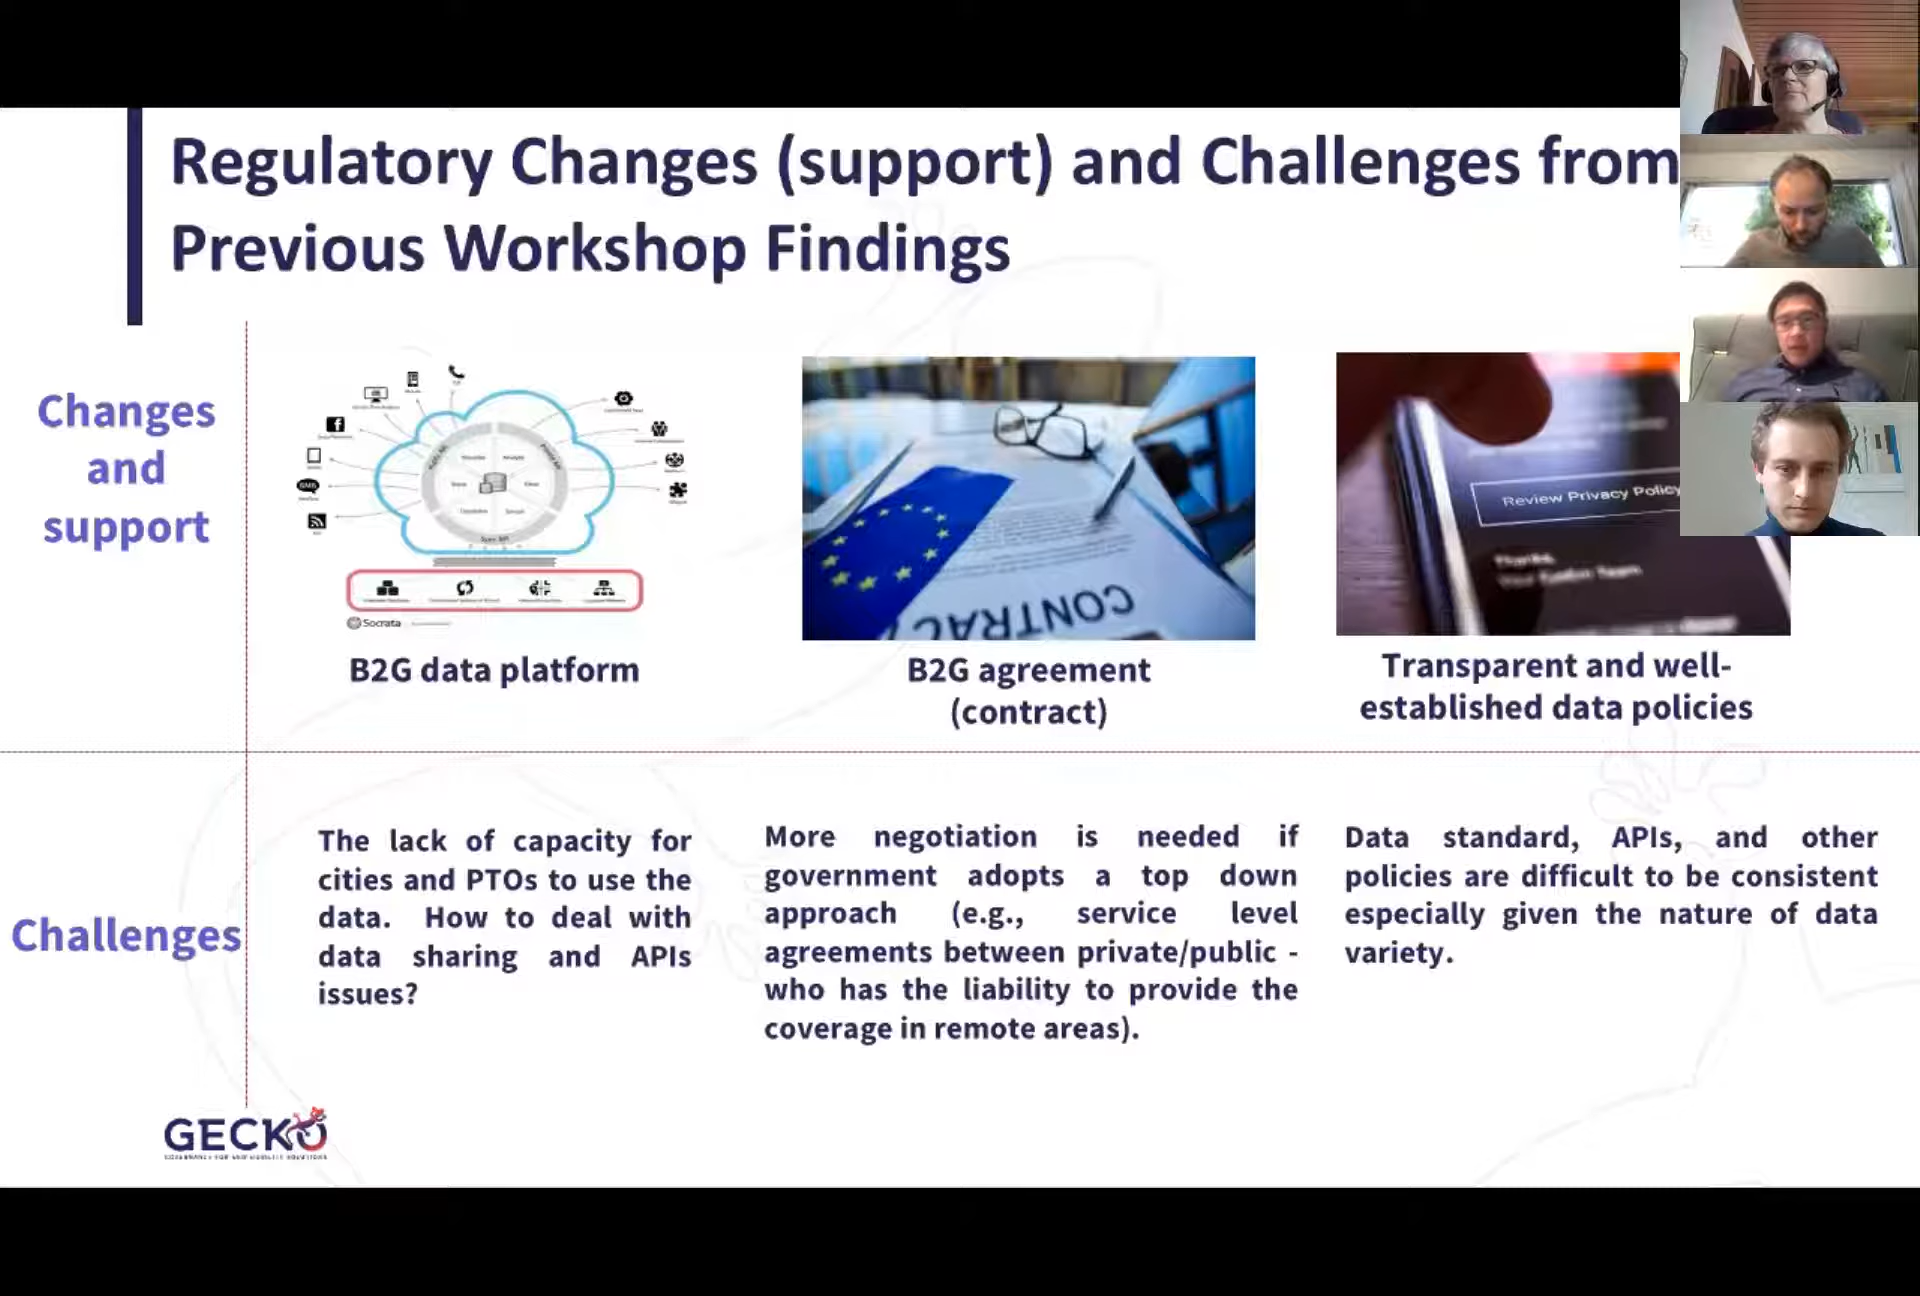 Regulatory Changes (support) and Challenges from
Previous Workshop Findings
Changes
and
support
Socrata
CONTRAC
Review Privacy Policy
Thanks,
B2G data platform
B2G agreement
(contract)
Transparent and well-
established data policies
Challenges
The lack of capacity for
cities and PTOs to use the
data. How to deal with
data sharing and APIs
issues?
More negotiation is needed if
government adopts a top down
approach (e.g., service level
agreements between private/public -
who has the liability to provide the
coverage in remote areas).
Data standard, APIs, and other
policies are difficult to be consistent
especially given the nature of data
variety.
GECKO